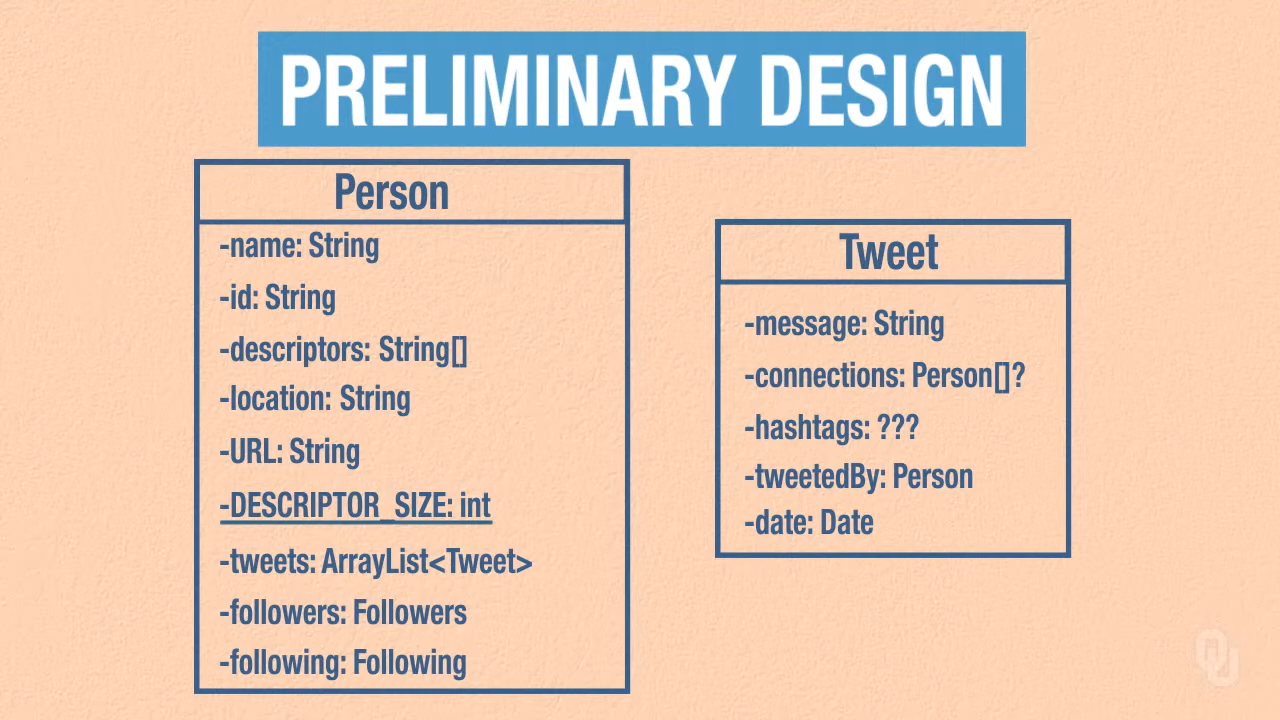 PRELIMINARY DESIGN
Person
-name: String
-id: String
-descriptors: String[]
-location: String
-URL: String
-DESCRIPTOR_SIZE: int
-tweets: ArrayList<Tweet>
-followers: Followers
-following: Following
Tweet
-message: String
-connections: Person[]?
-hashtags: ???
-tweetedBy: Person
-date: Date
OU